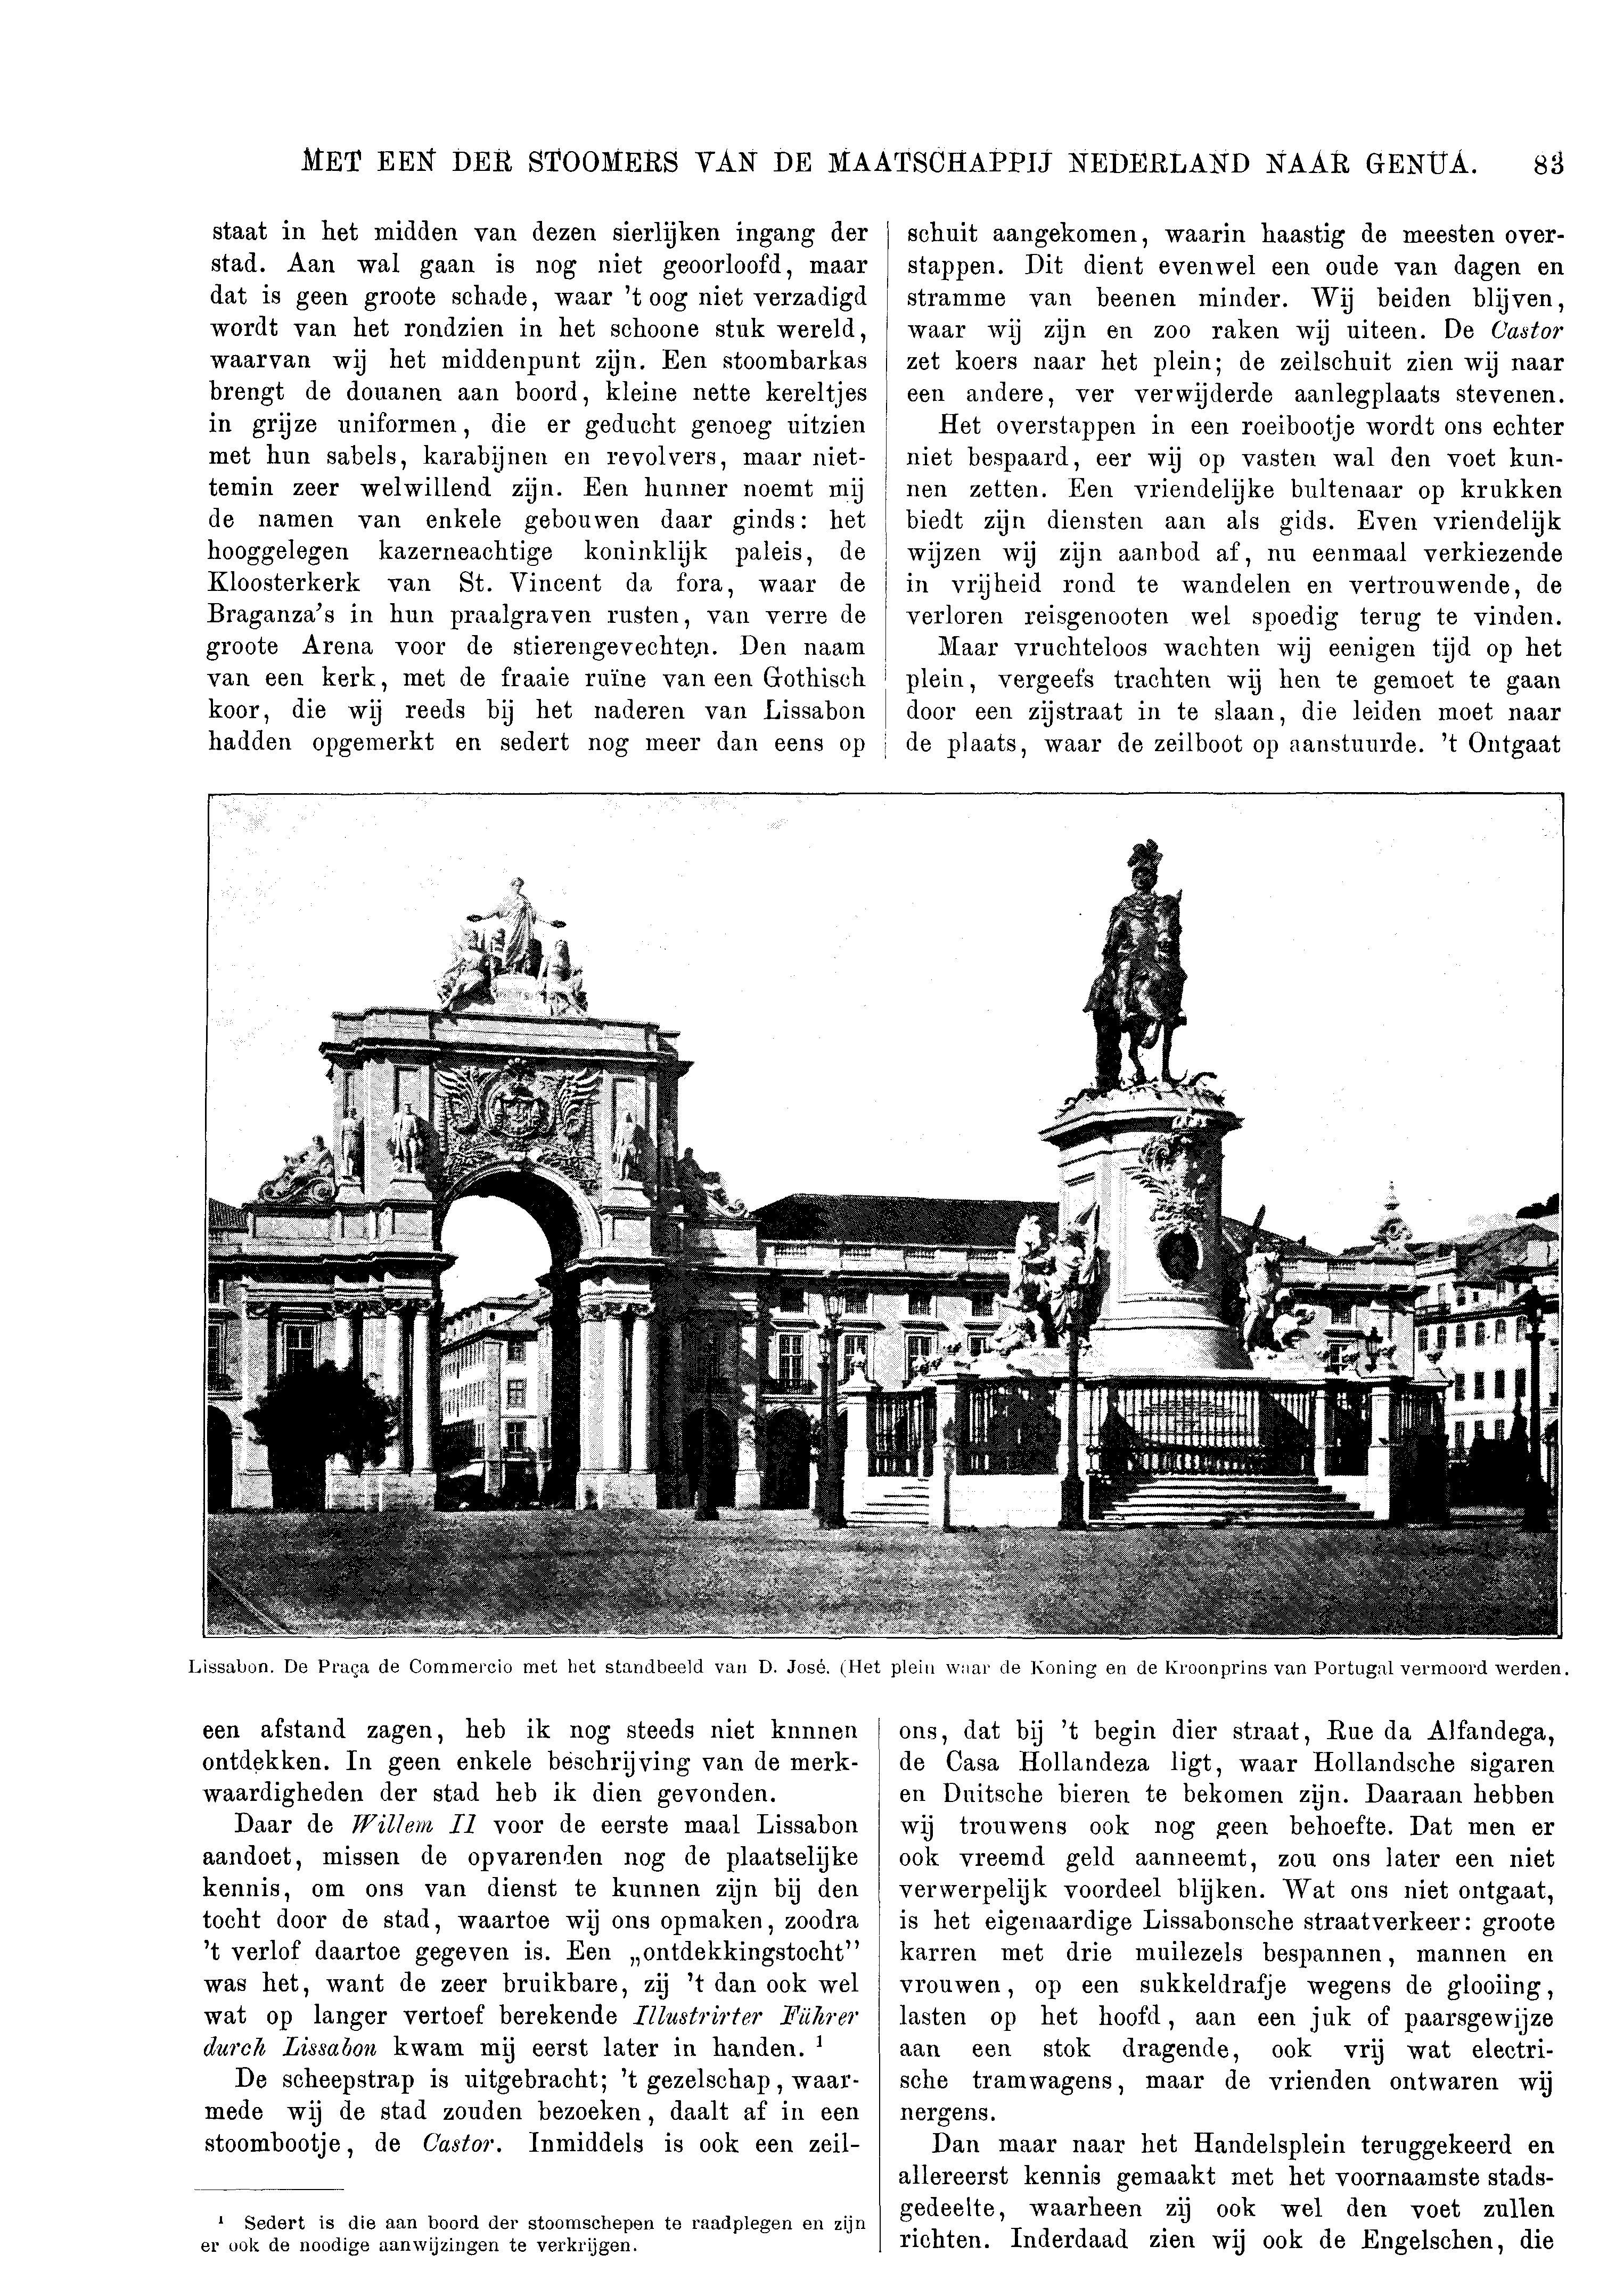 MET EEN DER STOOMERS VAN DE MAATSCHAPPIJ NEDERLAND NAAR GENUA. 83
staat in het midden van dezen sierlijken ingang der
stad. Aan wal gaan is nog niet geoorloofd, maar
dat is geen groote schade, waar 't oog niet verzadigd
wordt van het rondzien in het schoone stuk wereld,
waarvan wij het middenpunt zijn. Een stoombarkas
brengt de douanen aan boord, kleine nette kereltjes
in grijze uniformen, die er geducht genoeg uitzien
met hun sabels, karabijnen en revolvers, maar niet-
temin zeer welwillend zijn. Een hunner noemt mij
de namen van enkele gebouwen daar ginds: het
hooggelegen kazerneachtige koninklijk paleis, de
Kloosterkerk van St. Vincent da fora, waar de
Braganza's in hun praalgraven rusten, van verre de
groote Arena voor de stierengevechten. Den naam
van een kerk, met de fraaie ruïne van een Gothisch
koor, die wij reeds bij het naderen van Lissabon
hadden opgemerkt en sedert nog meer dan eens op
schuit aangekomen, waarin haastig de meesten over-
stappen. Dit dient evenwel een oude van dagen en
stramme van beenen minder. Wij beiden blijven,
waar wij zijn en zoo raken wij uiteen. De Castor
zet koers naar het plein; de zeilschuit zien wij naar
een andere, ver verwijderde aanlegplaats stevenen.
Het overstappen in een roeibootje wordt ons echter
niet bespaard, eer wij op vasten wal den voet kun-
nen zetten. Een vriendelijke bultenaar op krukken
biedt zijn diensten aan als gids. Even vriendelijk
wijzen wij zijn aanbod af, nu eenmaal verkiezende
in vrijheid rond te wandelen en vertrouwende, de
verloren reisgenooten wel spoedig terug te vinden.
Maar vruchteloos wachten wij eenigen tijd op het
plein, vergeefs trachten wij hen te gemoet te gaan
door een zijstraat in te slaan, die leiden moet naar
de plaats, waar de zeilboot op aanstuurde. 't Ontgaat
Lissabon. De Praça de Commercio met het standbeeld van D. José. (Het plein waar de Koning en de Kroonprins van Portugal vermoord werden.
een afstand zagen, heb ik nog steeds niet knnnen
ontdekken. In geen enkele beschrijving van de merk-
waardigheden der stad heb ik dien gevonden.
Daar de Willem II voor de eerste maal Lissabon
aandoet, missen de opvarenden nog de plaatselijke
kennis, om ons van dienst te kunnen zijn bij den
tocht door de stad, waartoe wij ons opmaken, zoodra
't verlof daartoe gegeven is. Een „ontdekkingstocht”
was het, want de zeer bruikbare, zij 't dan ook wel
wat op langer vertoef berekende Illustrirter Führer
durch Lissabon kwam mij eerst later in handen. ¹
De scheepstrap is uitgebracht; 't gezelschap, waar-
mede wij de stad zouden bezoeken, daalt af in een
stoombootje, de Castor. Inmiddels is ook een zeil-
¹ Sedert is die aan boord der stoomschepen te raadplegen en zijn
er ook de noodige aanwijzingen te verkrijgen.
ons, dat bij 't begin dier straat, Rue da Alfandega,
de Casa Hollandeza ligt, waar Hollandsche sigaren
en Duitsche bieren te bekomen zijn. Daaraan hebben
wij trouwens ook nog geen behoefte. Dat men er
ook vreemd geld aanneemt, zou ons later een niet
verwerpelijk voordeel blijken. Wat ons niet ontgaat,
is het eigenaardige Lissabonsche straatverkeer: groote
karren met drie muilezels bespannen, mannen en
vrouwen, op een sukkeldrafje wegens de glooiing,
lasten op het hoofd, aan een juk of paarsgewijze
aan een stok dragende, ook vrij wat electri-
sche tramwagens, maar de vrienden ontwaren wij
nergens.
Dan maar naar het Handelsplein teruggekeerd en
allereerst kennis gemaakt met het voornaamste stads-
gedeelte, waarheen zij ook wel den voet zullen
richten. Inderdaad zien wij ook de Engelschen, die